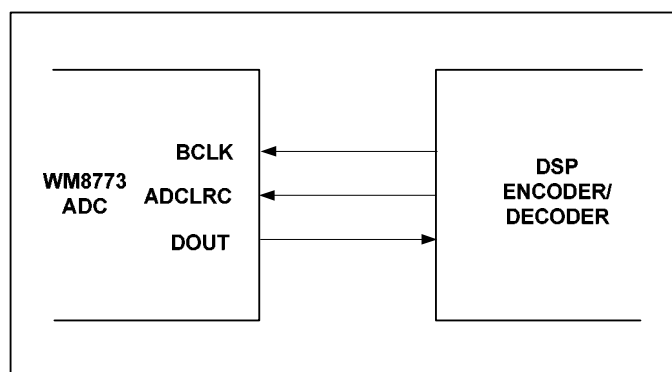 BCLK
WM8773
ADC
ADCLRC
DOUT
DSP
ENCODER/
DECODER